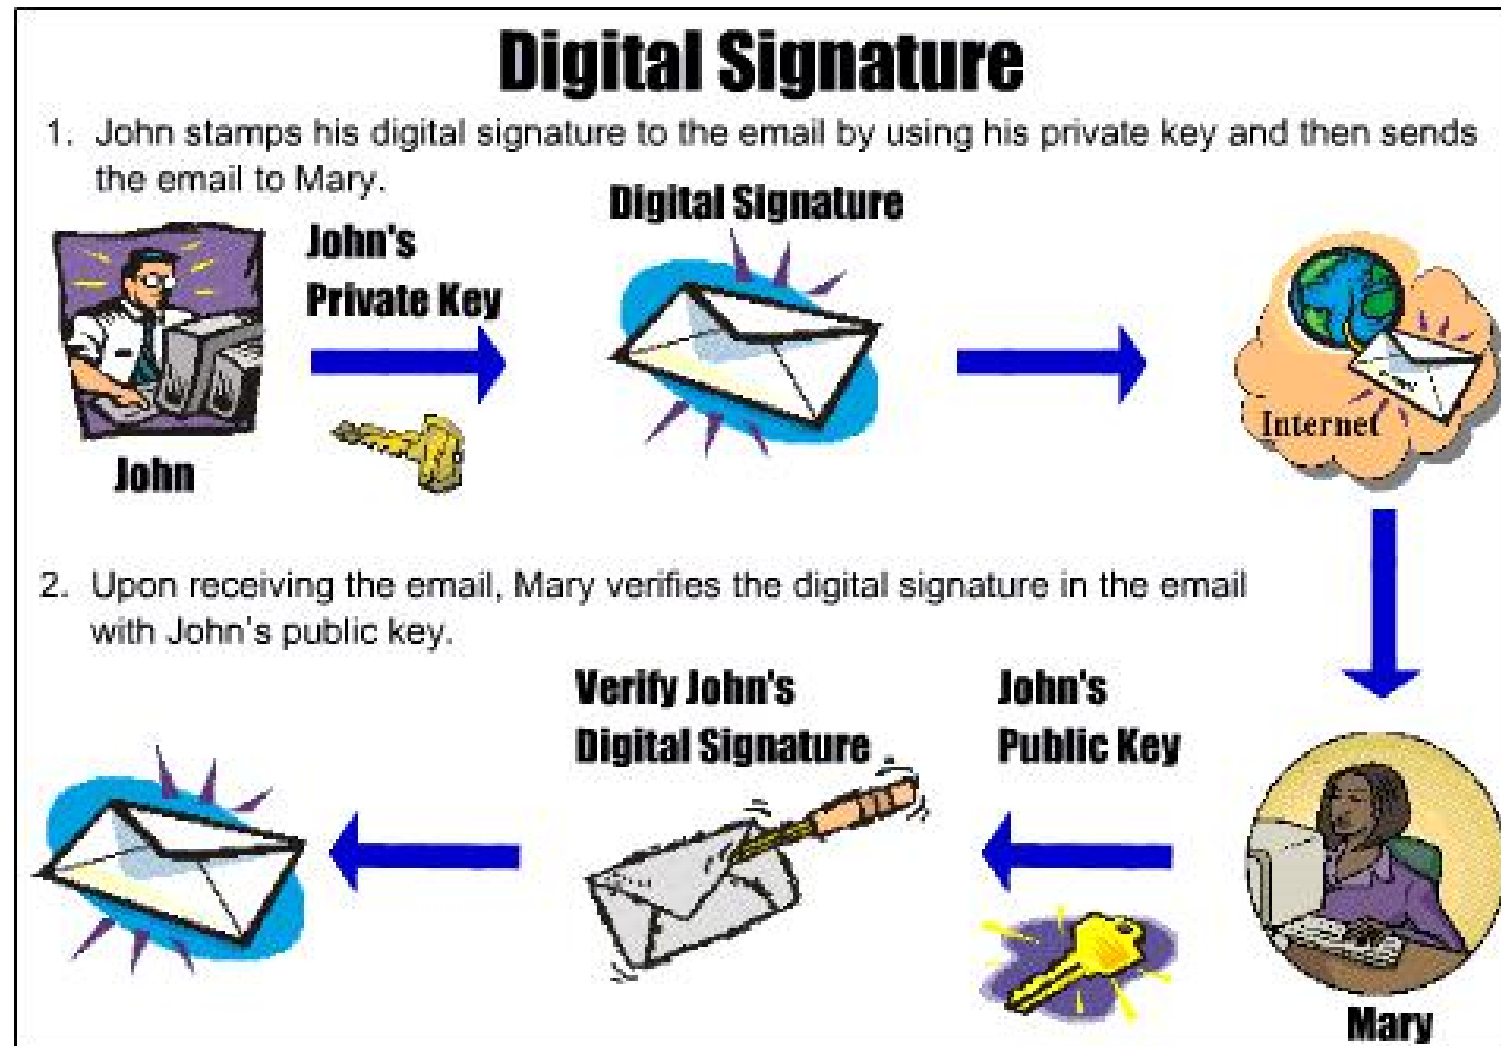 Digital Signature
1. John stamps his digital signature to the email by using his private key and then sends
the email to Mary.
Digital Signature
John's
Private Key
Internet
John
2. Upon receiving the email, Mary verifies the digital signature in the email
with John's public key.
Verify John's
Digital Signature
John's
Public Key
Mary